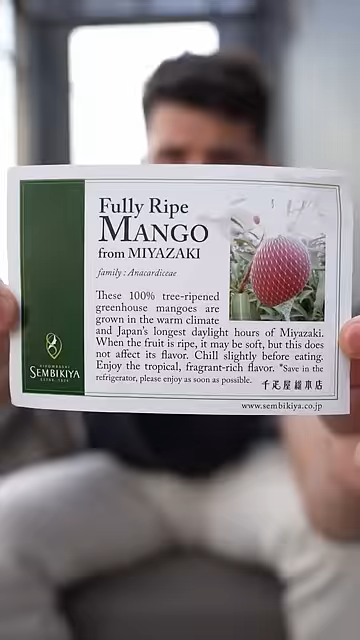 Fully Ripe
MANGO
from MIYAZAKI
family : Anacardiceae
These 100% tree-ripened
greenhouse mangoes are
grown in the warm climate
and Japan's longest daylight hours of Miyazaki.
When the fruit is ripe, it may be soft, but this does
not affect its flavor. Chill slightly before eating.
Enjoy the tropical, fragrant-rich flavor. *Save in the
refrigerator, please enjoy as soon as possible.
千疋屋総本店
SEMBIKIYA
www.sembikiya.co.jp